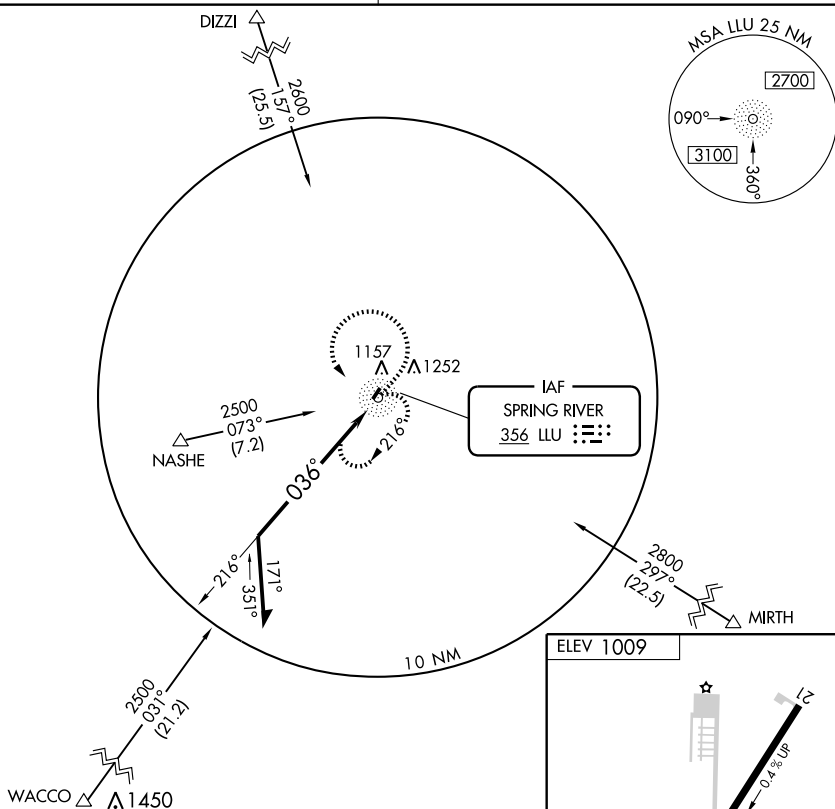 DIZZI
2600
157°
(25.5)
MSA LLU 25 NM
2700
090°
3100
360°
1157
1252
IAF
SPRING RIVER
356 LLU
2500
073°
(7.2)
NASHE
216°
036°
216°
171°
351°
2800
297°
(22.5)
MIRTH
10 NM
2500
031°
(21.2)
WACCO
1450
ELEV 1009
21
0.4% UP